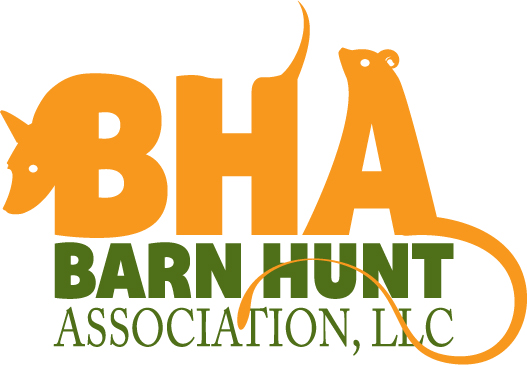 BHA
BARN HUNT
ASSOCIATION, LLC